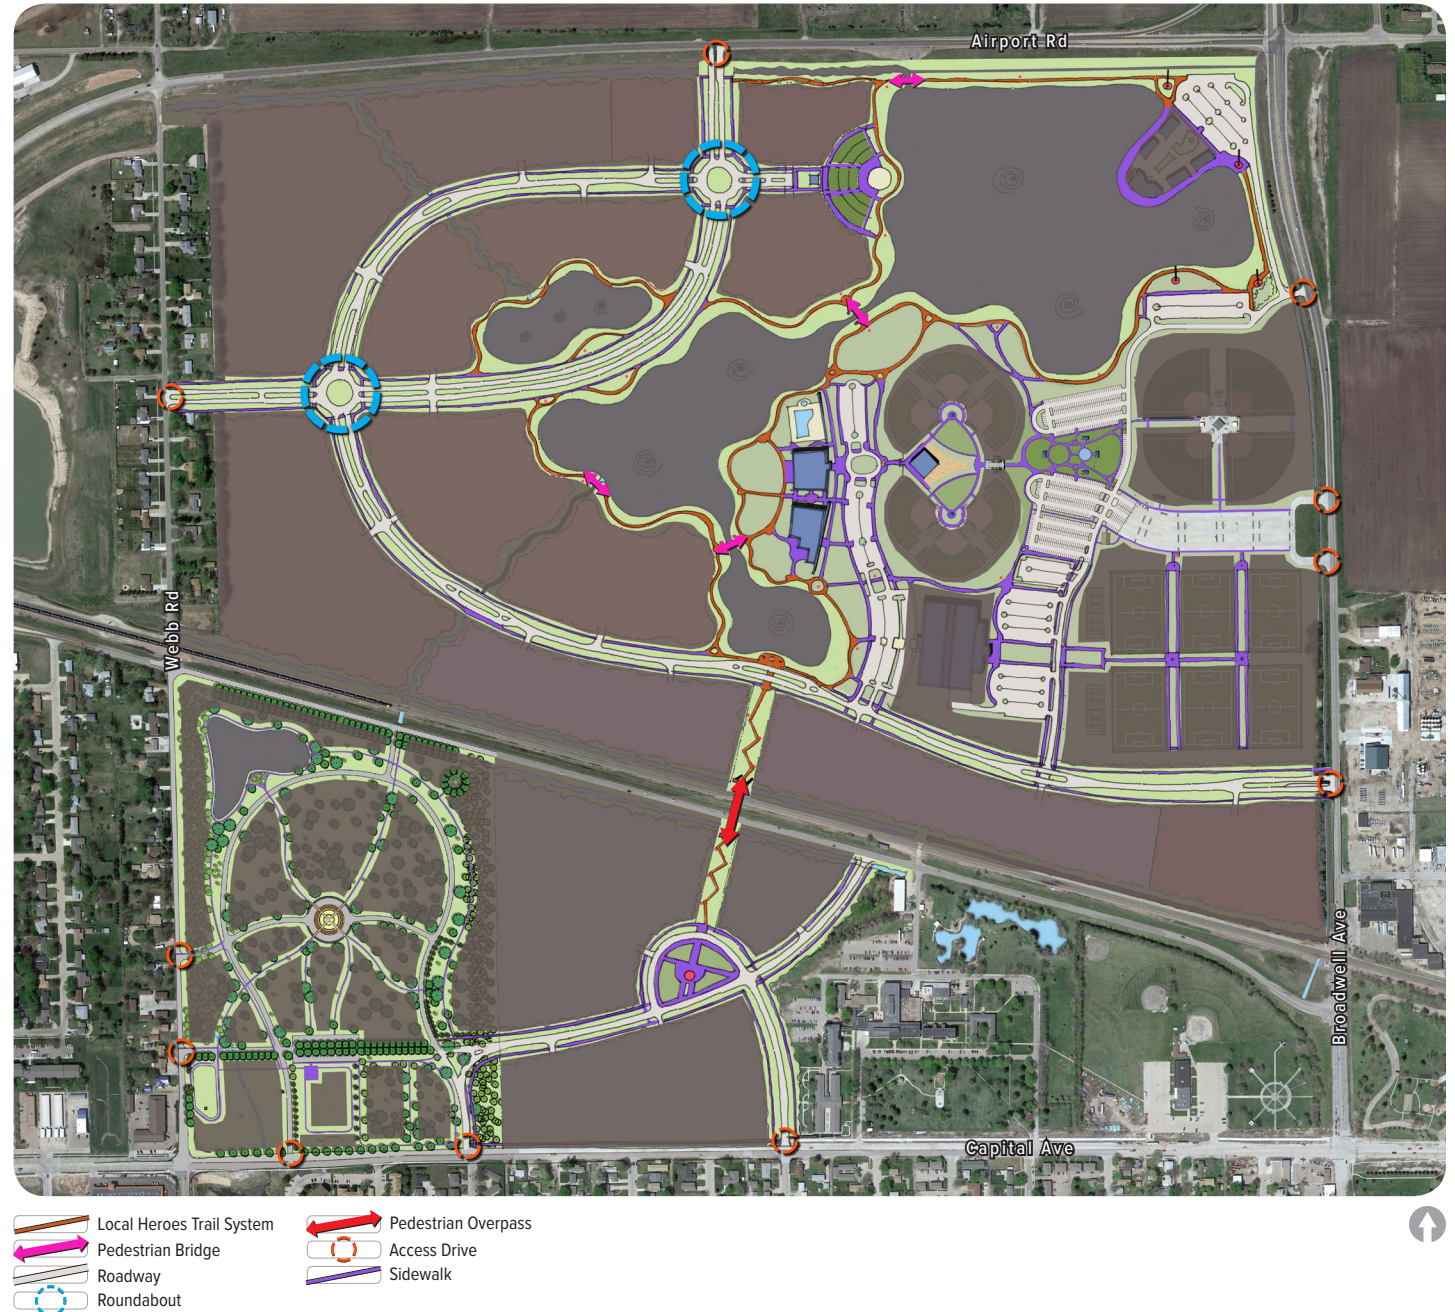 Airport Rd
Webb Rd
Broadwell Ave
Capital Ave
Local Heroes Trail System
Pedestrian Bridge
Roadway
Roundabout
Pedestrian Overpass
Access Drive
Sidewalk